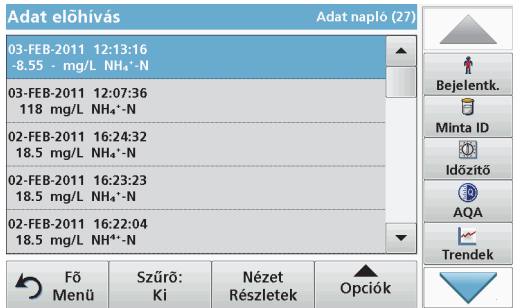 Adat elõhívás
Adat napló (27)
03-FEB-2011 12:13:16
-8.55 - mg/L NH₄⁺-N
03-FEB-2011 12:07:36
118 mg/L NH₄⁺-N
02-FEB-2011 16:24:32
18.5 mg/L NH₄⁺-N
02-FEB-2011 16:23:23
18.5 mg/L NH₄⁺-N
02-FEB-2011 16:22:04
18.5 mg/L NH⁴⁺-N
Bejelentk.
Minta ID
Időzítő
AQA
Trendek
Fõ
Menü
Szűrõ:
Ki
Nézet
Részletek
Opciók